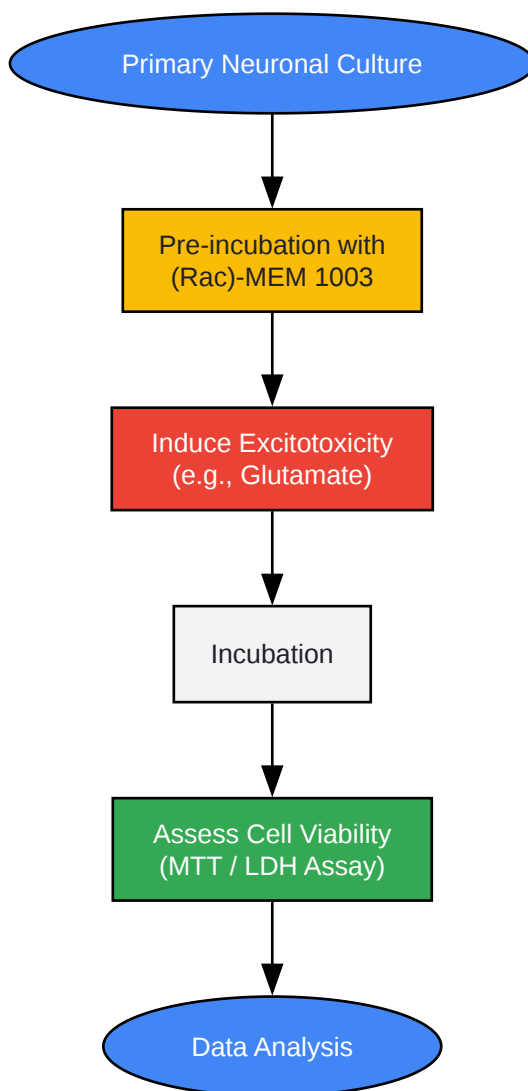 Primary Neuronal Culture
Pre-incubation with
(Rac)-MEM 1003
Induce Excitotoxicity
(e.g., Glutamate)
Incubation
Assess Cell Viability
(MTT / LDH Assay)
Data Analysis